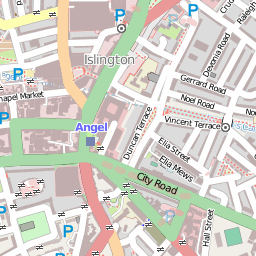 Islington
Devonia Road
Gerrard Road
Noel Road
Chapel Market
Angel
Vincent Terrace
Duncan Terrace
Elia Street
Elia Mews
City Road
Hall Street
P
P
P
P
P
P
P